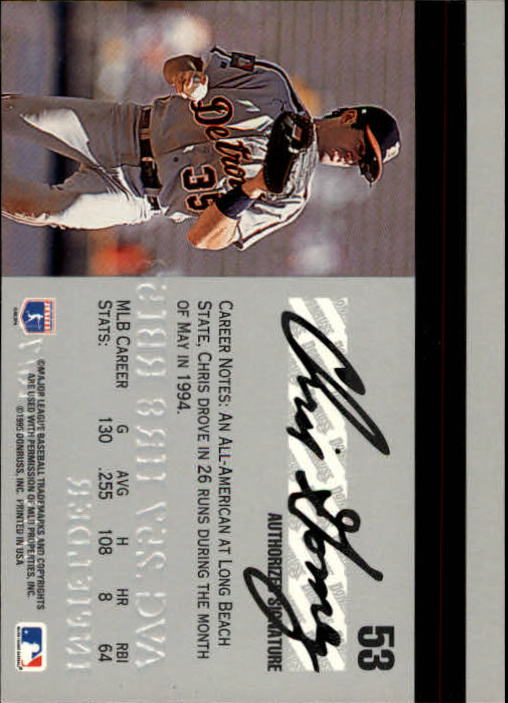 53
Chris Gomez
AUTHORIZED SIGNATURE
CAREER NOTES: AN ALL-AMERICAN AT LONG BEACH
STATE, CHRIS DROVE IN 26 RUNS DURING THE MONTH
OF MAY IN 1994.
MLB CAREER G AVG H HR RBI
STATS: 130 .255 108 8 64
©MAJOR LEAGUE BASEBALL TRADEMARKS AND COPYRIGHTS
ARE USED WITH PERMISSION OF MLB PROPERTIES, INC.
©1995 DONRUSS, INC. PRINTED IN USA
Detroit
35